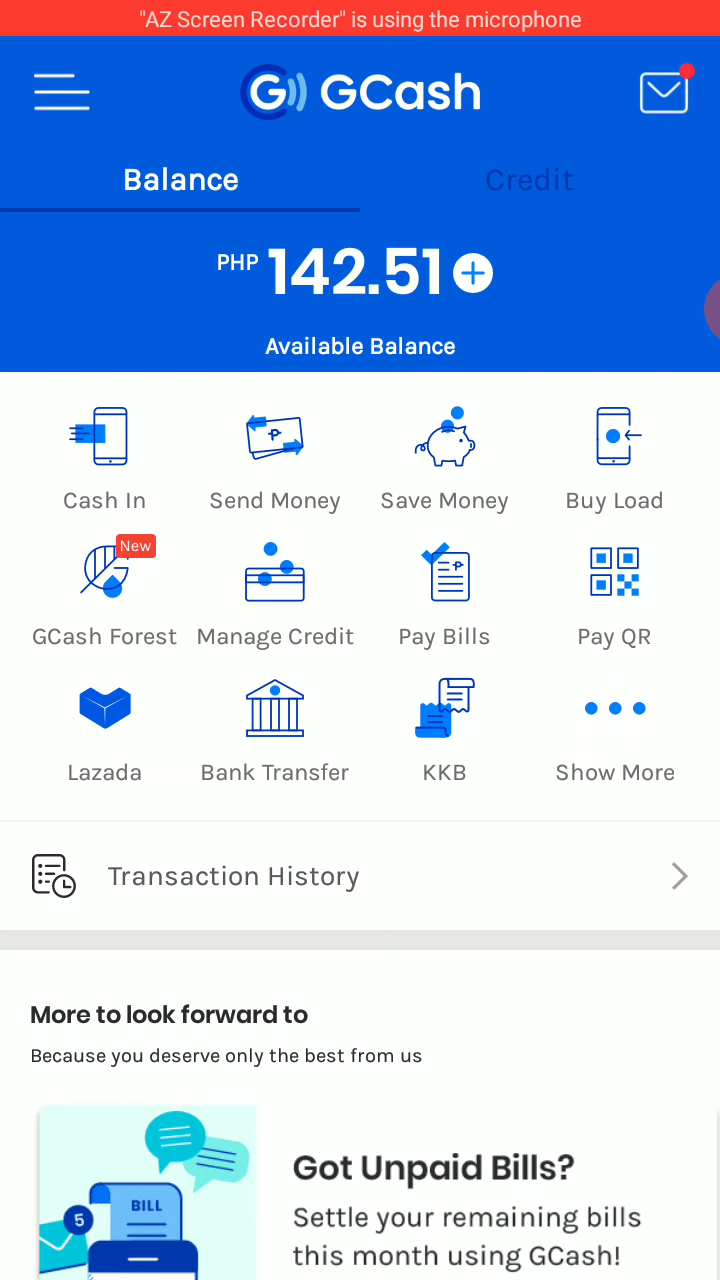 "AZ Screen Recorder" is using the microphone
G GCash
Balance
Credit
PHP 142.51
Available Balance
Cash In
Send Money
Save Money
Buy Load
New
GCash Forest
Manage Credit
Pay Bills
Pay QR
Lazada
Bank Transfer
KKB
Show More
Transaction History
More to look forward to
Because you deserve only the best from us
BILL
5
Got Unpaid Bills?
Settle your remaining bills
this month using GCash!